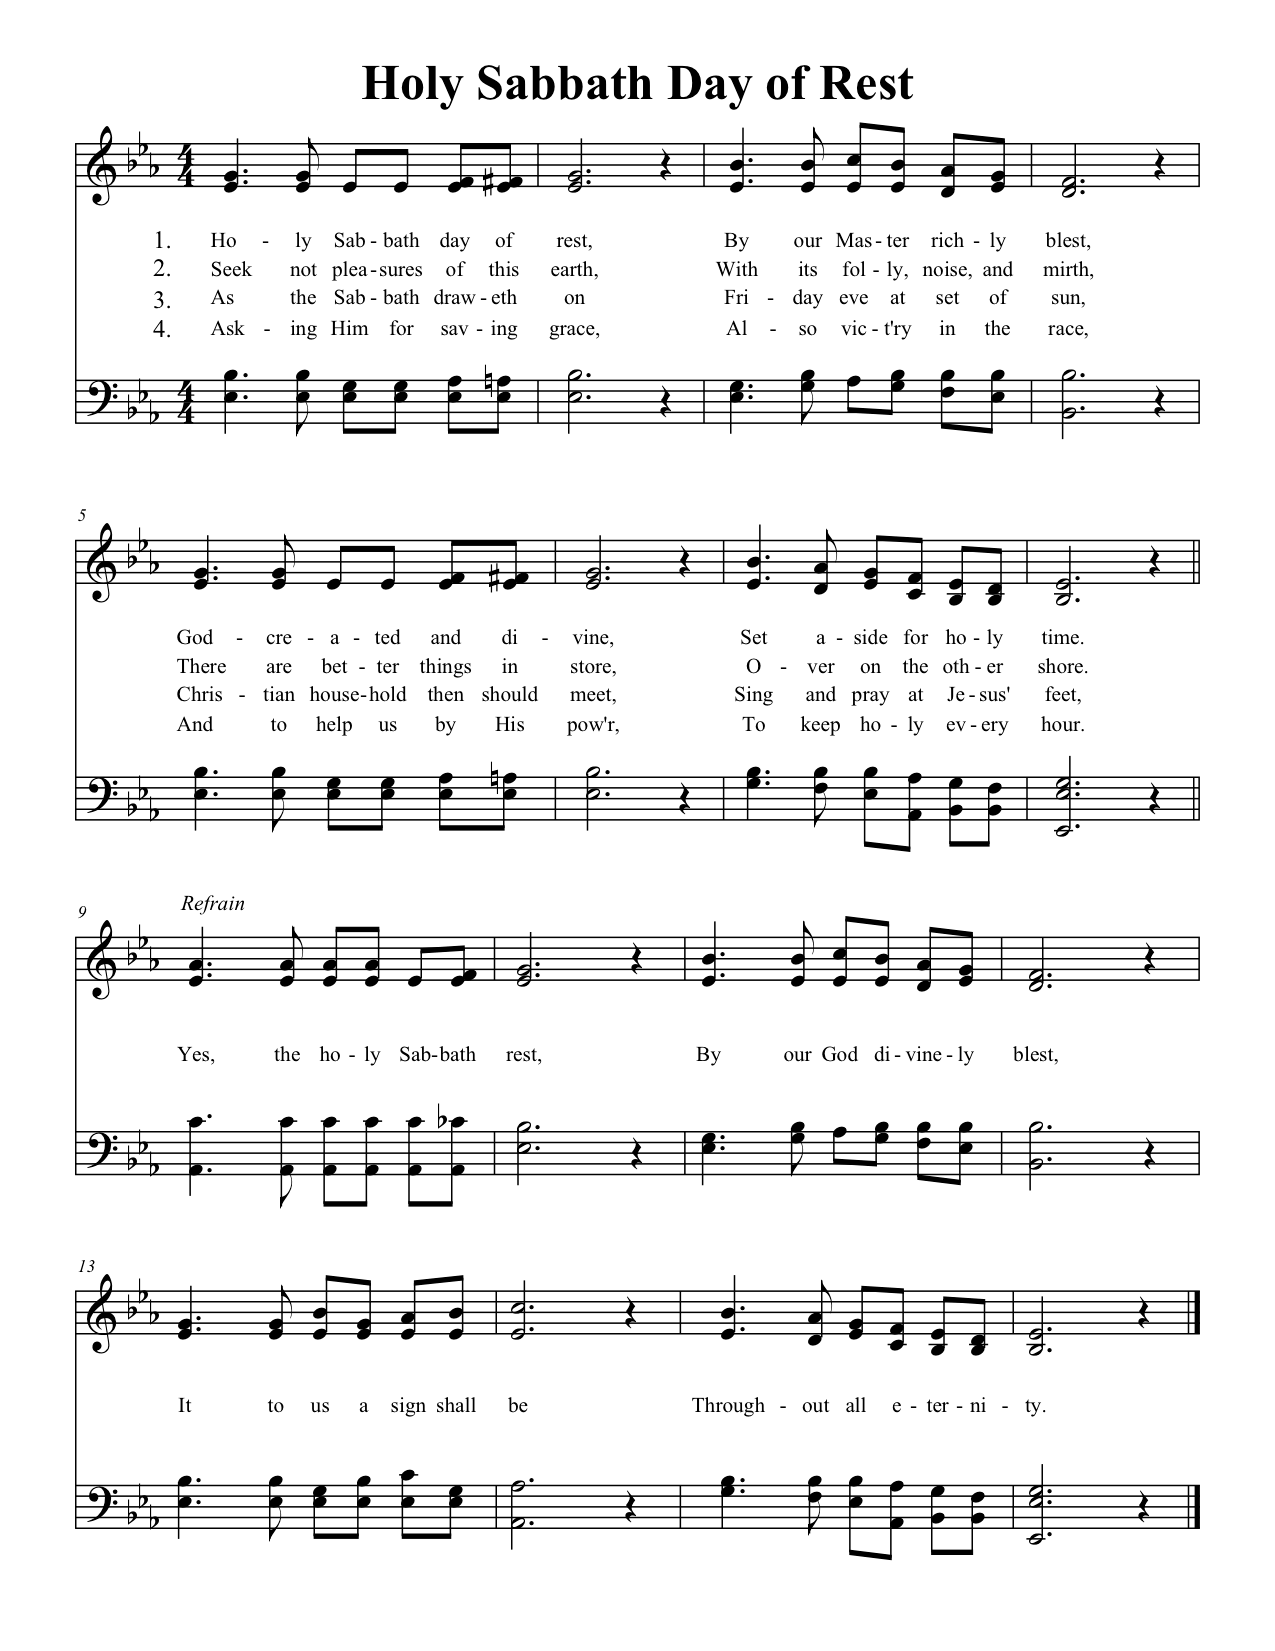 Holy Sabbath Day of Rest
4 4
1. Ho - ly Sab - bath day of rest, By our Mas - ter rich - ly blest,
2. Seek not plea - sures of this earth, With its fol - ly, noise, and mirth,
3. As the Sab - bath draw - eth on Fri - day eve at set of sun,
4. Ask - ing Him for sav - ing grace, Al - so vic - t'ry in the race,
4 4
5
God - cre - a - ted and di - vine, Set a - side for ho - ly time.
There are bet - ter things in store, O - ver on the oth - er shore.
Chris - tian house - hold then should meet, Sing and pray at Je - sus' feet,
And to help us by His pow'r, To keep ho - ly ev - ery hour.
9
Refrain
Yes, the ho - ly Sab - bath rest, By our God di - vine - ly blest,
13
It to us a sign shall be Through - out all e - ter - ni - ty.